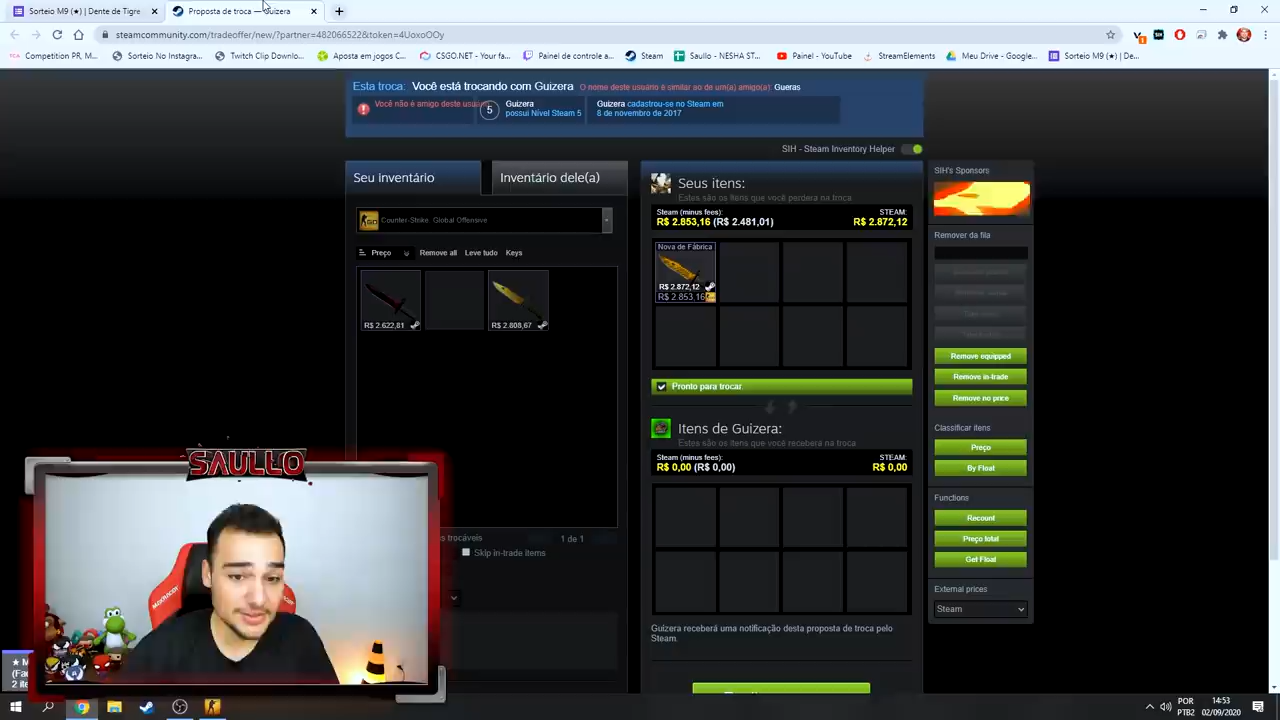 Sorteio M9 (★) | Dente de Tigre
Proposta de troca — Guizera
steamcommunity.com/tradeoffer/new/?partner=482066522&token=4UoxoOGy
Competition PR, M...
Sorteio No Instagra...
Twitch Clip Downlo...
Aposta em jogos C...
CSGO.NET - Your fa...
Painel de controle a...
Steam
Saullo - NESHA ST...
Painel - YouTube
StreamElements
Meu Drive - Google...
Sorteio M9 (★) | De...
Esta troca: Você está trocando com Guizera
O nome deste usuário é similar ao de um(a) amigo(a): Gueras
Você não é amigo deste usuári
5
Guizera
possui Nível Steam 5
Guizera cadastrou-se no Steam em
8 de novembro de 2017
SIH - Steam Inventory Helper
Seu inventário
Inventário dele(a)
Counter-Strike: Global Offensive
Preço
Remove all
Leve tudo
Keys
R$ 2.622,81
R$ 2.808,67
s trocáveis
1 de 1
Skip in-trade items
Seus itens:
Estes são os itens que você perderá na troca
Steam (minus fees):
STEAM:
R$ 2.853,16 (R$ 2.481,01)
R$ 2.872,12
Nova de Fábrica
R$ 2.872,12
R$ 2.853,16
Pronto para trocar.
Itens de Guizera:
Estes são os itens que você receberá na troca
Steam (minus fees):
STEAM:
R$ 0,00 (R$ 0,00)
R$ 0,00
Guizera receberá uma notificação desta proposta de troca pelo
Steam.
SIH's Sponsors
Remover da fila
Remove equipped
Remove in-trade
Remove no price
Classificar itens
Preço
By Float
Functions
Recount
Preço total
Get Float
External prices
Steam
SAULLO
★ M
(Fac
2 ite
POR
PTB2
14:53
02/09/2020